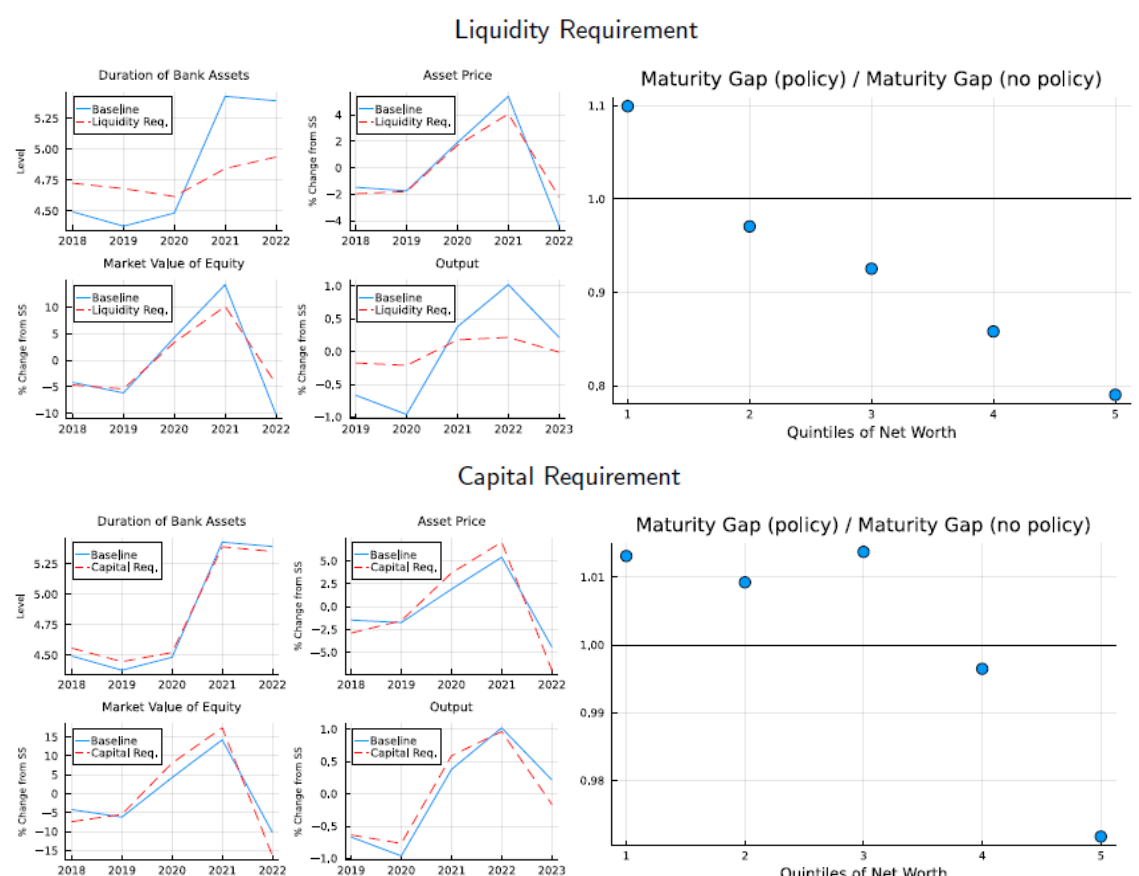 Liquidity Requirement
Duration of Bank Assets
Level
5.25
5.00
4.75
4.50
Baseline
Liquidity Req.
2018 2019 2020 2021 2022
Asset Price
% Change from SS
4
2
0
−2
−4
Baseline
Liquidity Req.
2018 2019 2020 2021 2022
Market Value of Equity
% Change from SS
10
5
0
−5
−10
Baseline
Liquidity Req.
2018 2019 2020 2021 2022
Output
% Change from SS
1.0
0.5
0.0
−0.5
−1.0
Baseline
Liquidity Req.
2019 2020 2021 2022 2023
Maturity Gap (policy) / Maturity Gap (no policy)
1.1
1.0
0.9
0.8
1 2 3 4 5
Quintiles of Net Worth
Capital Requirement
Duration of Bank Assets
Level
5.25
5.00
4.75
4.50
Baseline
Capital Req.
2018 2019 2020 2021 2022
Asset Price
% Change from SS
5.0
2.5
0.0
−2.5
−5.0
Baseline
Capital Req.
2018 2019 2020 2021 2022
Market Value of Equity
% Change from SS
15
10
5
0
−5
−10
−15
Baseline
Capital Req.
2018 2019 2020 2021 2022
Output
% Change from SS
1.0
0.5
0.0
−0.5
−1.0
Baseline
Capital Req.
2019 2020 2021 2022 2023
Maturity Gap (policy) / Maturity Gap (no policy)
1.01
1.00
0.99
0.98
1 2 3 4 5
Quintiles of Net Worth